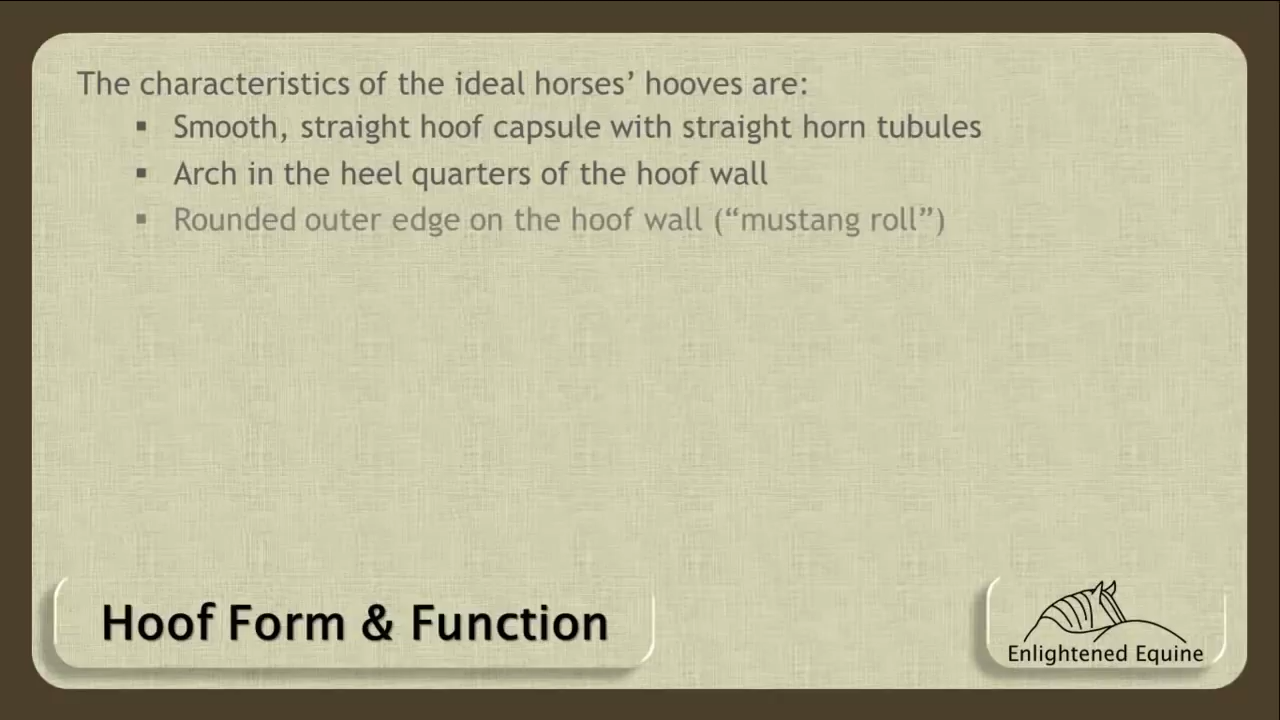 The characteristics of the ideal horses’ hooves are:
▪ Smooth, straight hoof capsule with straight horn tubules
▪ Arch in the heel quarters of the hoof wall
▪ Rounded outer edge on the hoof wall (“mustang roll”)
Hoof Form & Function
Enlightened Equine